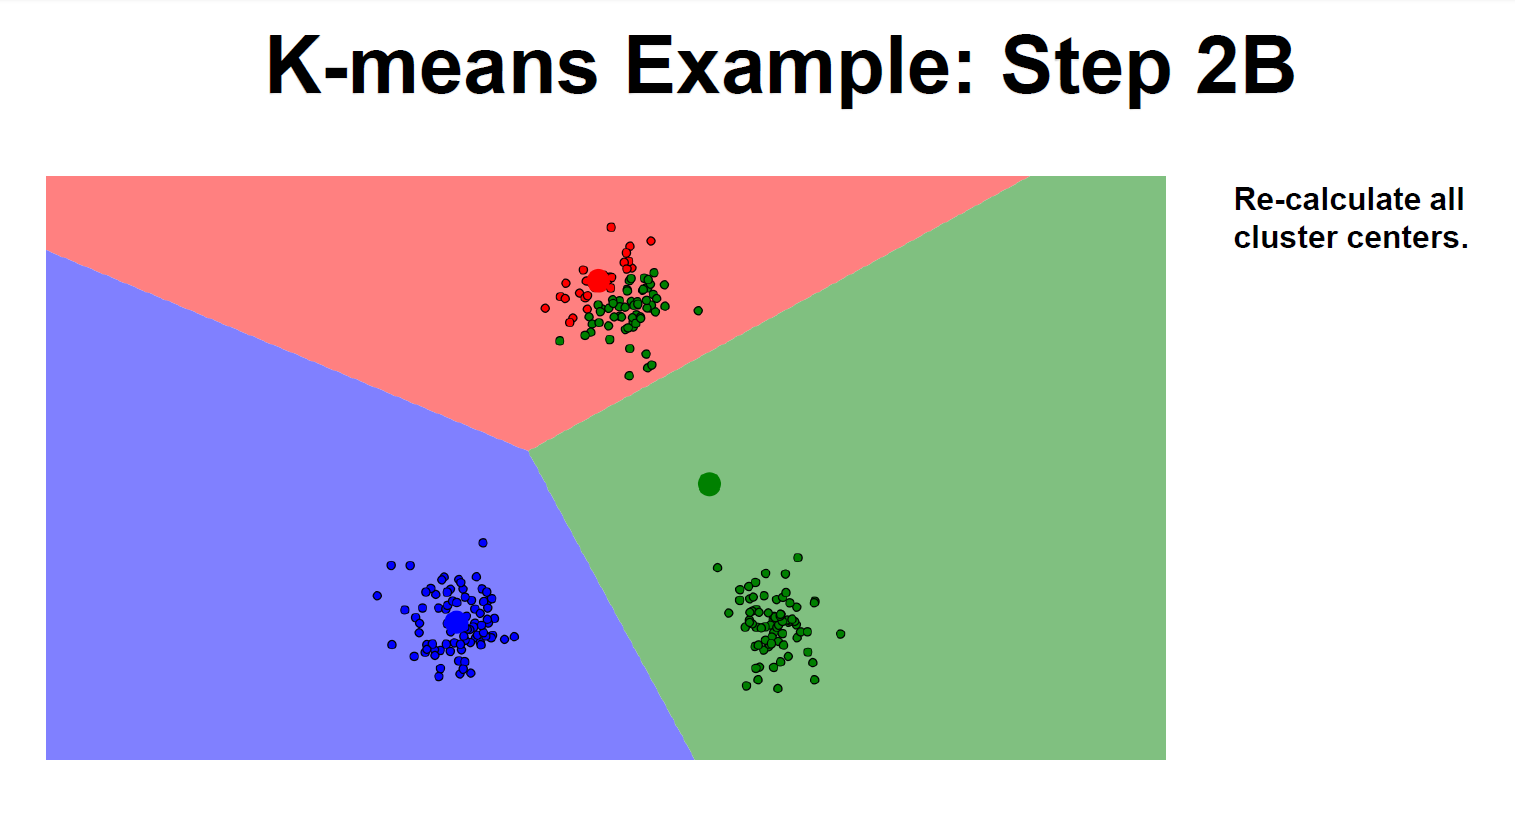 K-means Example: Step 2B
Re-calculate all
cluster centers.